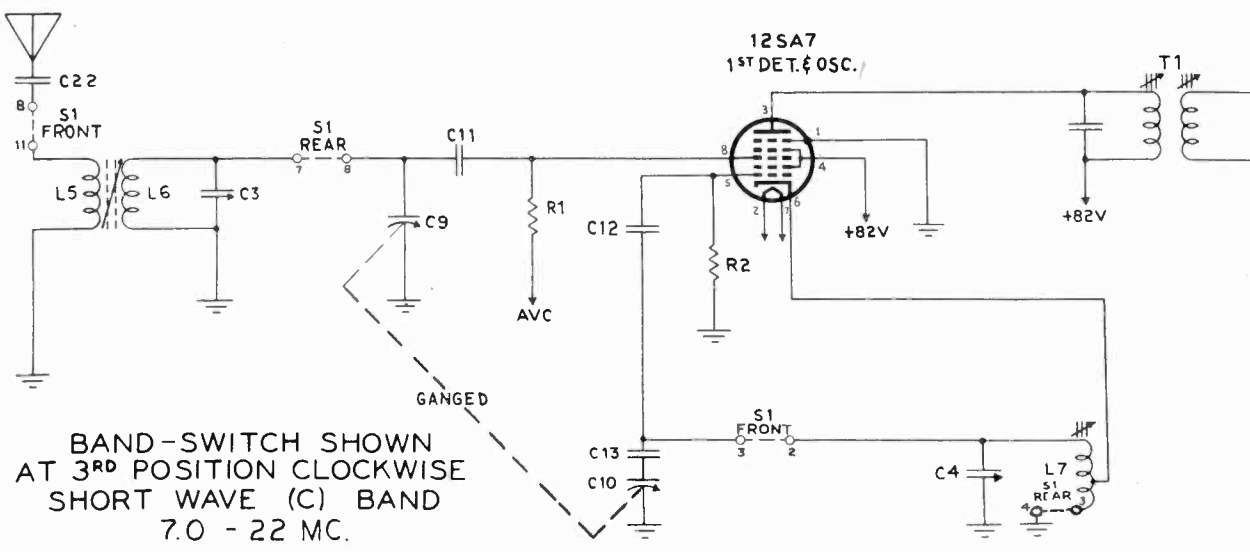 12SA7
1ST DET. & OSC.
T1
C22
8
S1
FRONT
11
S1
REAR
7 8
C11
3
1
8
4
5
2 7 6
L5 L6
C3
C9
R1
C12
R2
+82V
+82V
AVC
GANGED
S1
FRONT
3 2
C13
C10
C4
L7
S1
REAR
4 3
BAND-SWITCH SHOWN
AT 3RD POSITION CLOCKWISE
SHORT WAVE (C) BAND
7.0 - 22 MC.